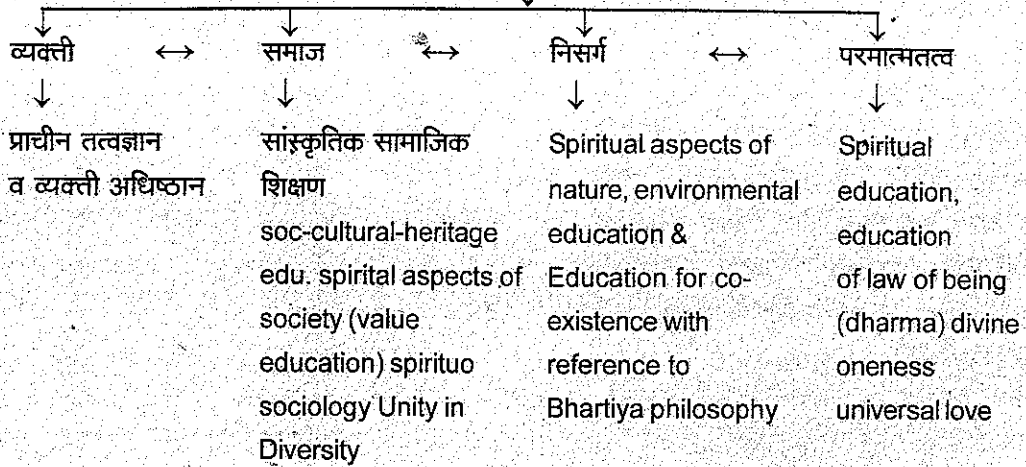 व्यक्ती ↔ समाज ↔ निसर्ग ↔ परमात्मतत्व
प्राचीन तत्वज्ञान
व व्यक्ती अधिष्ठान
सांस्कृतिक सामाजिक
शिक्षण
soc-cultural-heritage
edu. spirital aspects of
society (value
education) spirituo
sociology Unity in
Diversity
Spiritual aspects of
nature, environmental
education &
Education for co-
existence with
reference to
Bhartiya philosophy
Spiritual
education,
education
of law of being
(dharma) divine
oneness
universal love